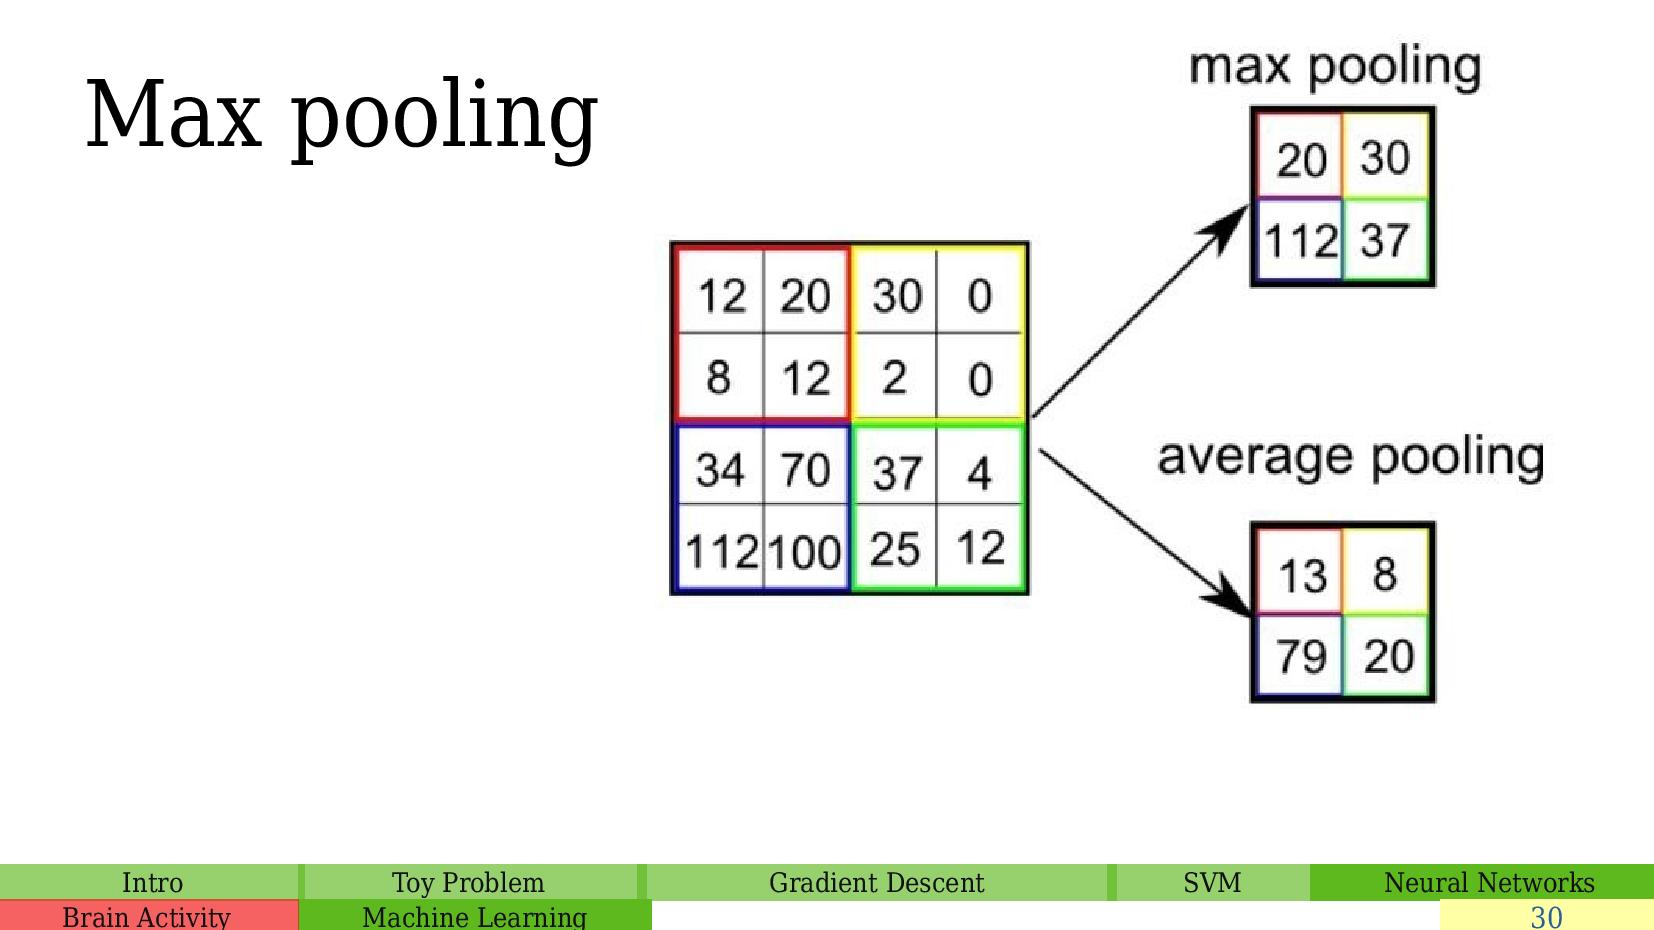 Max pooling
max pooling
20 30
112 37
12 20 30 0
8 12 2 0
34 70 37 4
112 100 25 12
average pooling
13 8
79 20
Intro Toy Problem Gradient Descent SVM Neural Networks
Brain Activity Machine Learning 30